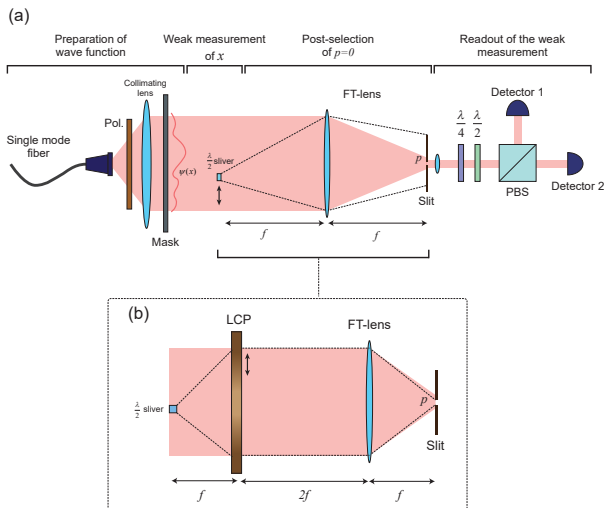 (a)
Preparation of
wave function
Weak measurement
of x
Post-selection
of p=0
Readout of the weak
measurement
Collimating
lens
FT-lens
Detector 1
Pol.
λ/4
λ/2
Single mode
fiber
λ/2 sliver
ψ(x)
p
PBS
Detector 2
Slit
Mask
f
f
(b)
LCP
FT-lens
λ/2 sliver
p
Slit
f
2f
f